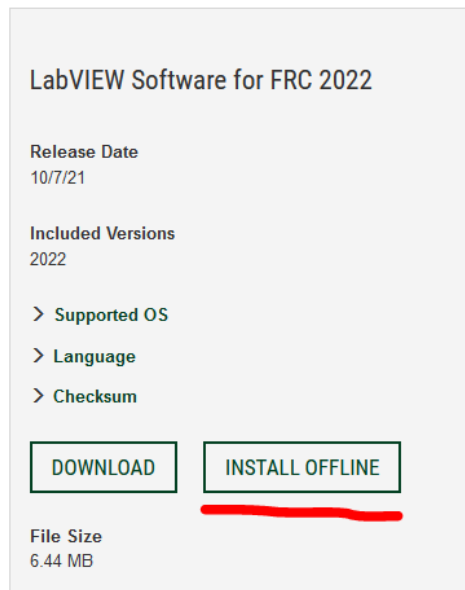 LabVIEW Software for FRC 2022
Release Date
10/7/21
Included Versions
2022
Supported OS
Language
Checksum
DOWNLOAD INSTALL OFFLINE
File Size
6.44 MB